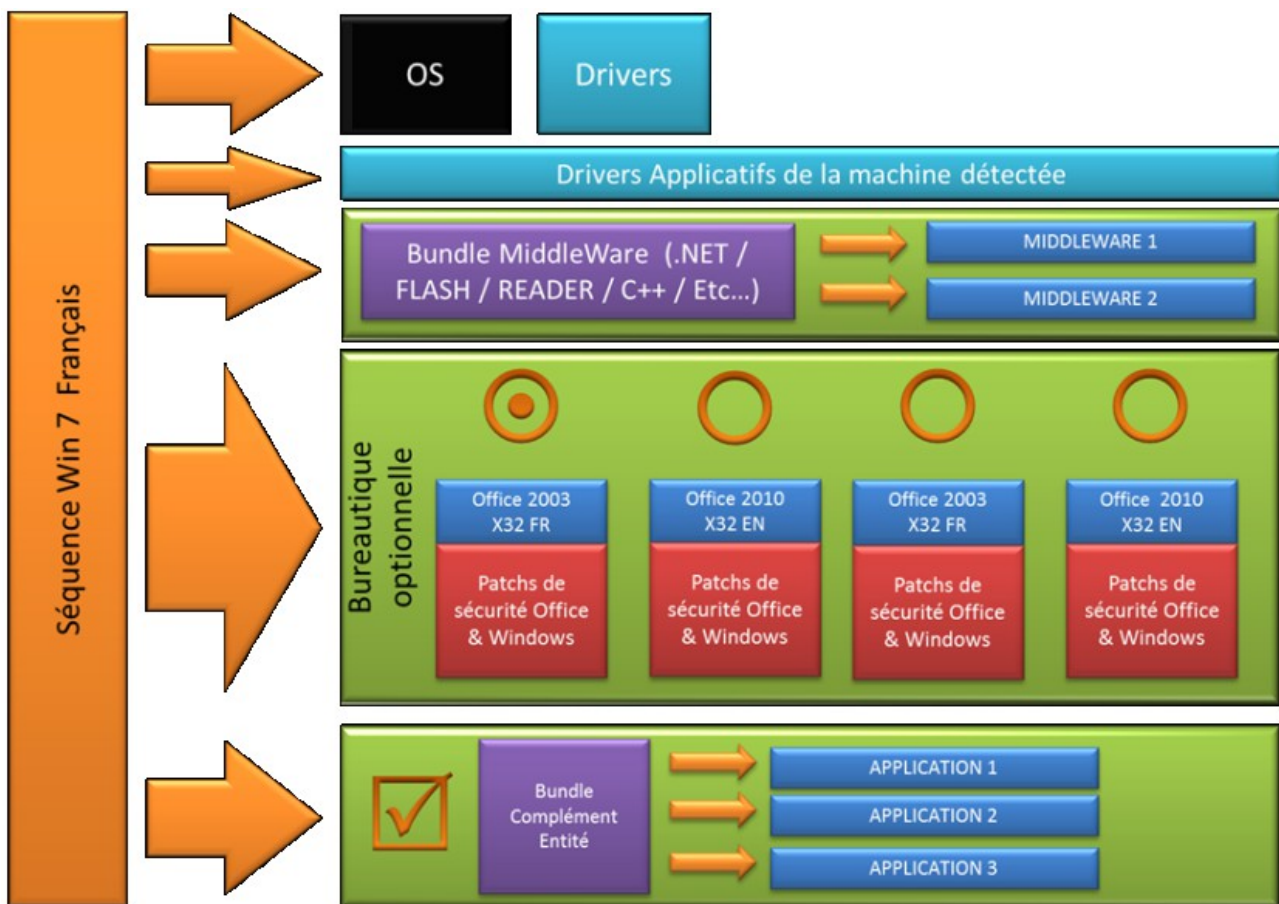 Séquence Win 7 Français
OS
Drivers
Drivers Applicatifs de la machine détectée
Bundle MiddleWare (.NET /
FLASH / READER / C++ / Etc...)
MIDDLEWARE 1
MIDDLEWARE 2
Bureautique
optionnelle
Office 2003
X32 FR
Patchs de
sécurité Office
& Windows
Office 2010
X32 EN
Patchs de
sécurité Office
& Windows
Office 2003
X32 FR
Patchs de
sécurité Office
& Windows
Office 2010
X32 EN
Patchs de
sécurité Office
& Windows
Bundle
Complément
Entité
APPLICATION 1
APPLICATION 2
APPLICATION 3